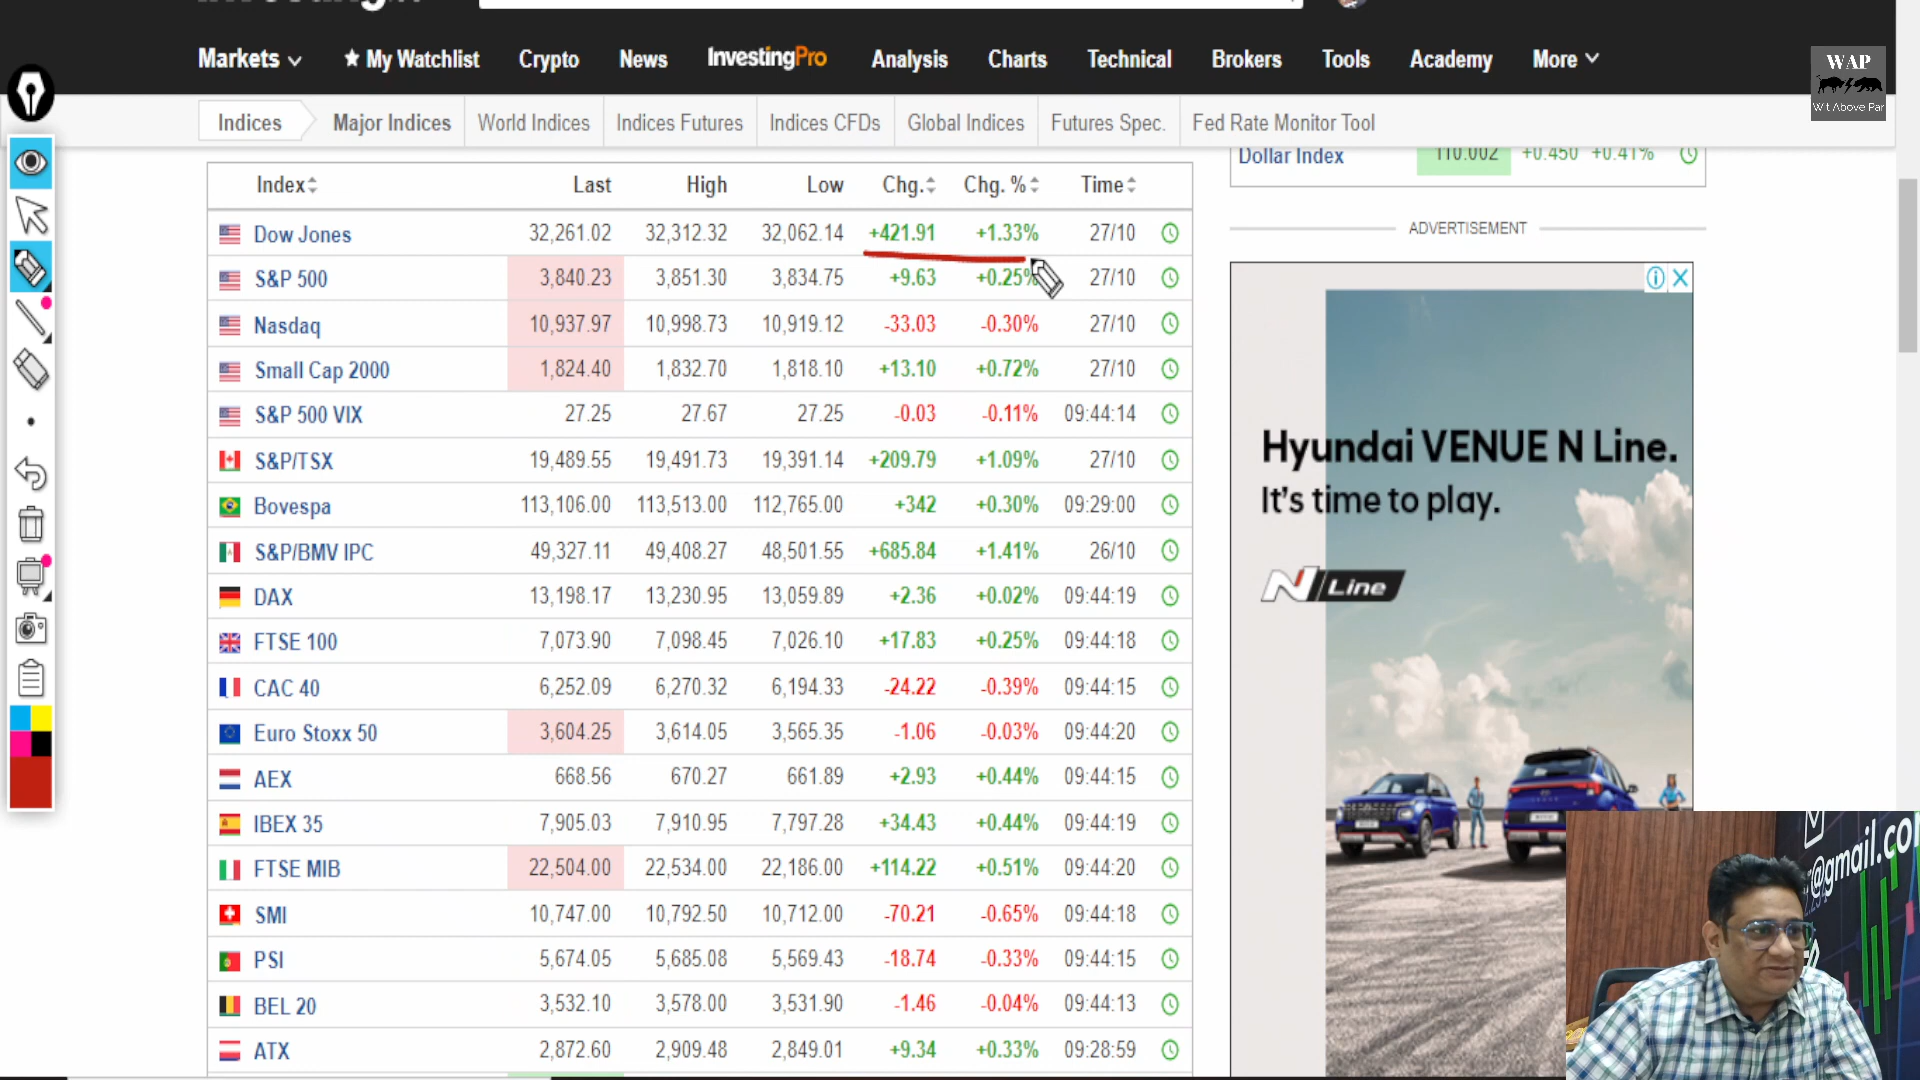 Markets My Watchlist Crypto News InvestingPro Analysis Charts Technical Brokers Tools Academy More
WAP
Wit Above Par
Indices Major Indices World Indices Indices Futures Indices CFDs Global Indices Futures Spec. Fed Rate Monitor Tool
Dollar Index 110.002 +0.450 +0.41%
Index Last High Low Chg. Chg. % Time
Dow Jones 32,261.02 32,312.32 32,062.14 +421.91 +1.33% 27/10
S&P 500 3,840.23 3,851.30 3,834.75 +9.63 +0.25% 27/10
Nasdaq 10,937.97 10,998.73 10,919.12 -33.03 -0.30% 27/10
Small Cap 2000 1,824.40 1,832.70 1,818.10 +13.10 +0.72% 27/10
S&P 500 VIX 27.25 27.67 27.25 -0.03 -0.11% 09:44:14
S&P/TSX 19,489.55 19,491.73 19,391.14 +209.79 +1.09% 27/10
Bovespa 113,106.00 113,513.00 112,765.00 +342 +0.30% 09:29:00
S&P/BMV IPC 49,327.11 49,408.27 48,501.55 +685.84 +1.41% 26/10
DAX 13,198.17 13,230.95 13,059.89 +2.36 +0.02% 09:44:19
FTSE 100 7,073.90 7,098.45 7,026.10 +17.83 +0.25% 09:44:18
CAC 40 6,252.09 6,270.32 6,194.33 -24.22 -0.39% 09:44:15
Euro Stoxx 50 3,604.25 3,614.05 3,565.35 -1.06 -0.03% 09:44:20
AEX 668.56 670.27 661.89 +2.93 +0.44% 09:44:15
IBEX 35 7,905.03 7,910.95 7,797.28 +34.43 +0.44% 09:44:19
FTSE MIB 22,504.00 22,534.00 22,186.00 +114.22 +0.51% 09:44:20
SMI 10,747.00 10,792.50 10,712.00 -70.21 -0.65% 09:44:18
PSI 5,674.05 5,685.08 5,569.43 -18.74 -0.33% 09:44:15
BEL 20 3,532.10 3,578.00 3,531.90 -1.46 -0.04% 09:44:13
ATX 2,872.60 2,909.48 2,849.01 +9.34 +0.33% 09:28:59
ADVERTISEMENT
Hyundai VENUE N Line.
It's time to play.
N Line
@gmail.co